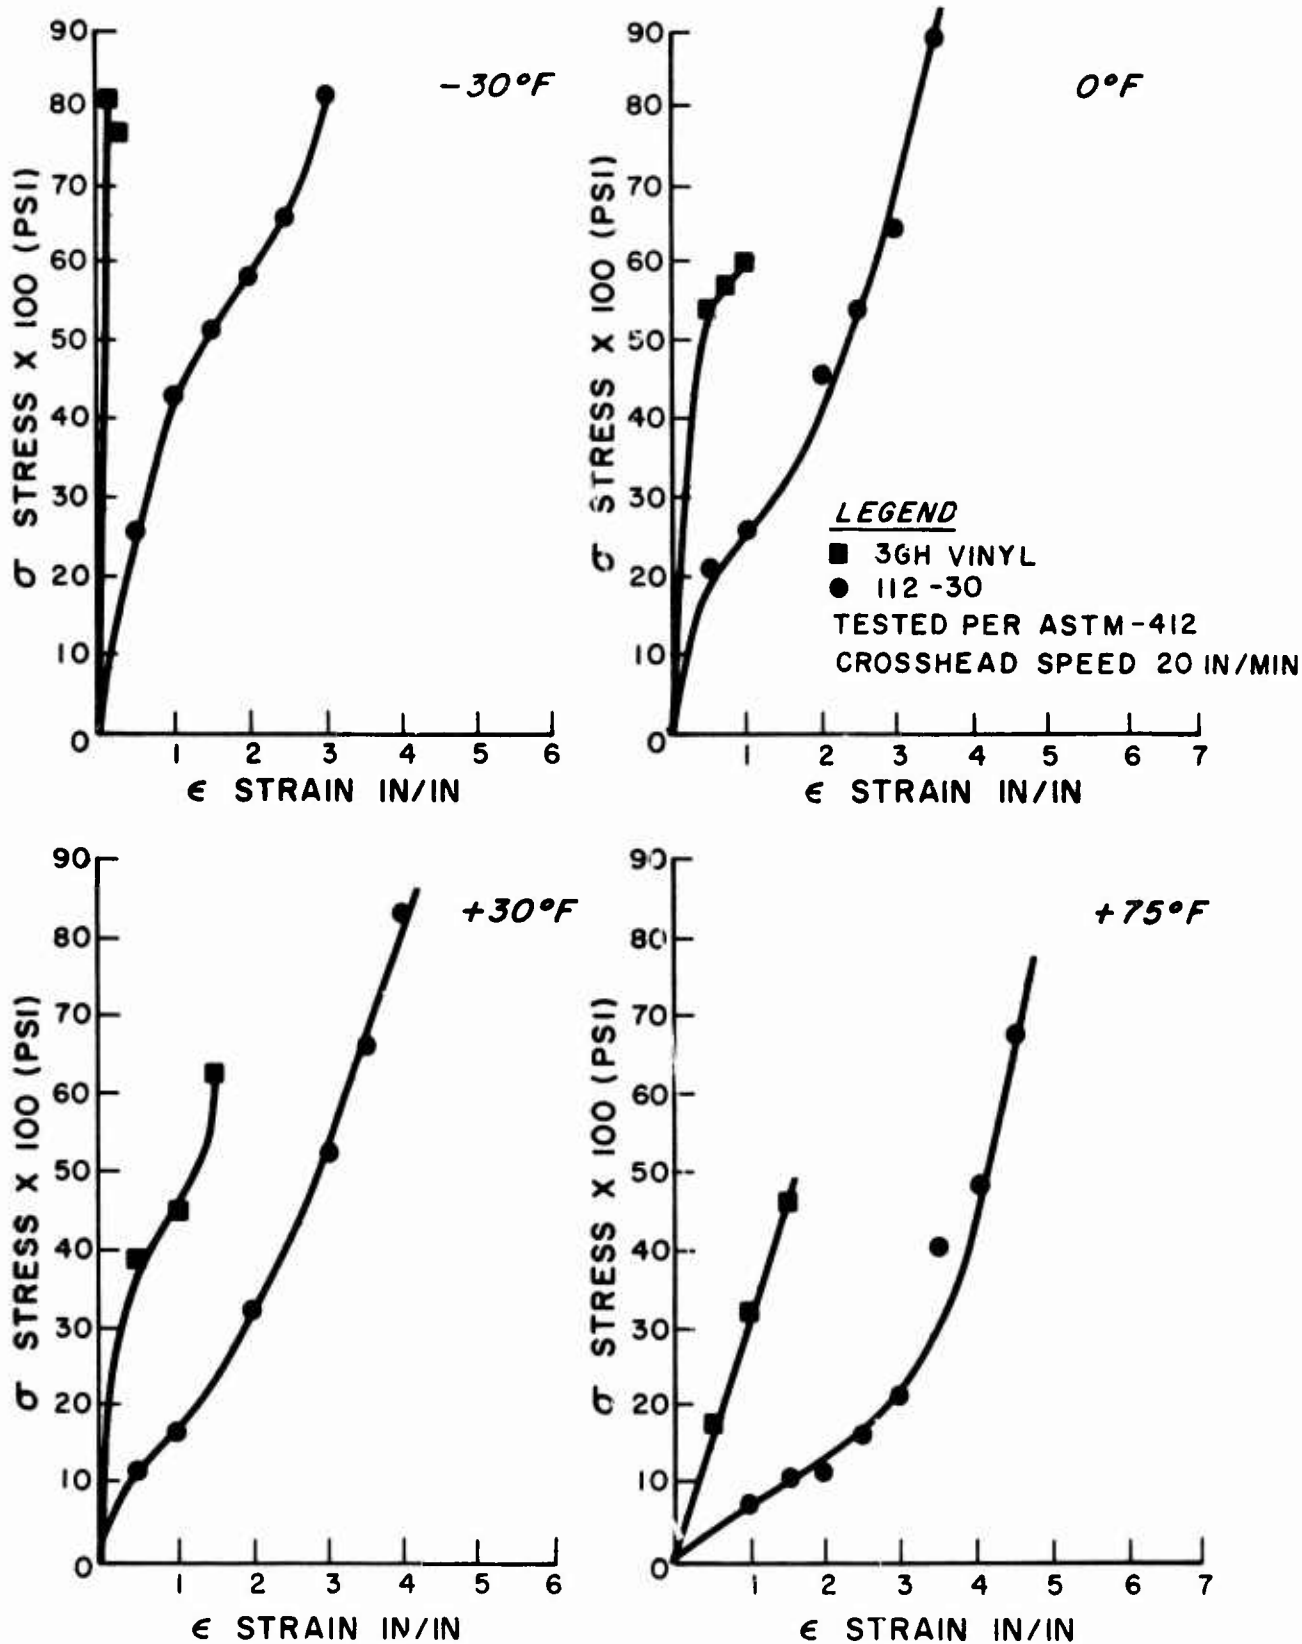 90
80
70
60
50
40
30
20
10
0
σ STRESS X 100 (PSI)
-30°F
1 2 3 4 5 6
ϵ STRAIN IN/IN
90
80
70
60
50
40
30
20
10
0
σ STRESS X 100 (PSI)
0°F
LEGEND
■ 3GH VINYL
● 112-30
TESTED PER ASTM-412
CROSSHEAD SPEED 20 IN/MIN
1 2 3 4 5 6 7
ϵ STRAIN IN/IN
90
80
70
60
50
40
30
20
10
0
σ STRESS X 100 (PSI)
+30°F
1 2 3 4 5 6
ϵ STRAIN IN/IN
90
80
70
60
50
40
30
20
10
0
σ STRESS X 100 (PSI)
+75°F
1 2 3 4 5 6 7
ϵ STRAIN IN/IN